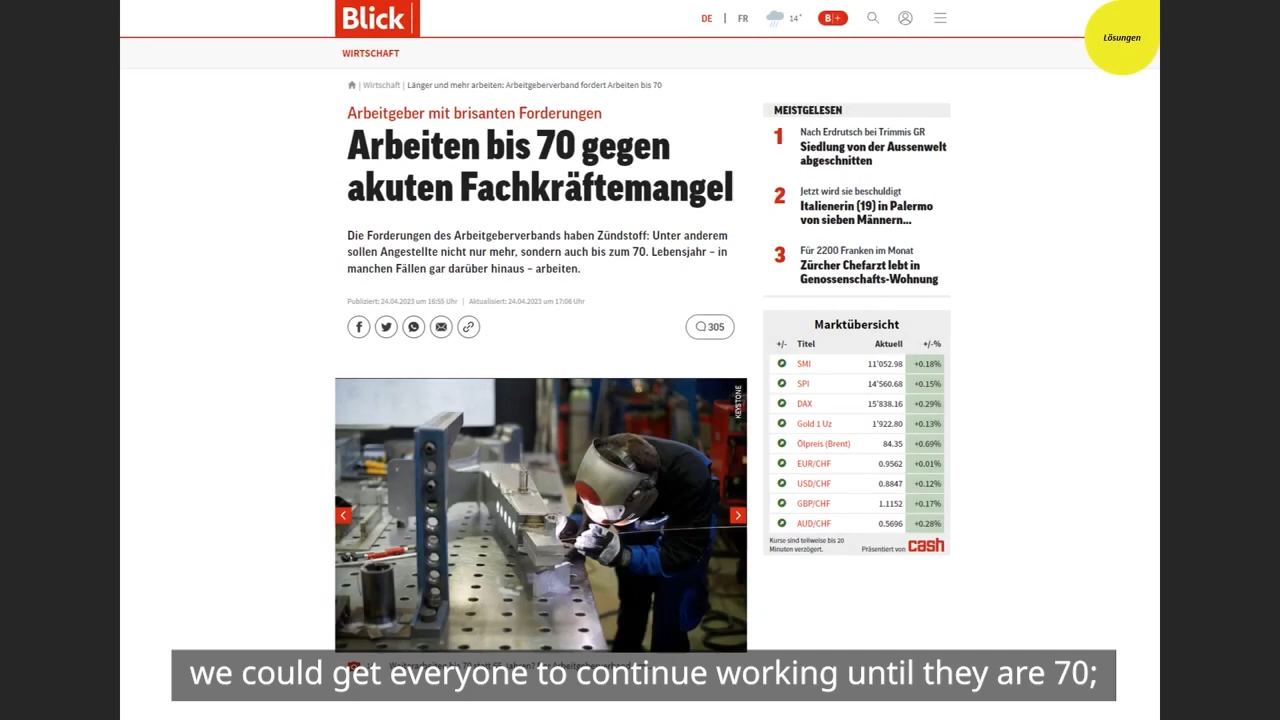 Blick
DE | FR 14° B +
Lösungen
WIRTSCHAFT
| Wirtschaft | Länger und mehr arbeiten: Arbeitgeberverband fordert Arbeiten bis 70
Arbeitgeber mit brisanten Forderungen
Arbeiten bis 70 gegen
akuten Fachkräftemangel
Die Forderungen des Arbeitgeberverbands haben Zündstoff: Unter anderem
sollen Angestellte nicht nur mehr, sondern auch bis zum 70. Lebensjahr – in
manchen Fällen gar darüber hinaus – arbeiten.
Publiziert: 24.04.2023 um 16:55 Uhr | Aktualisiert: 24.04.2023 um 17:06 Uhr
305
KEYSTONE
MEISTGELESEN
1 Nach Erdrutsch bei Trimmis GR
Siedlung von der Aussenwelt
abgeschnitten
2 Jetzt wird sie beschuldigt
Italienerin (19) in Palermo
von sieben Männern...
3 Für 2200 Franken im Monat
Zürcher Chefarzt lebt in
Genossenschafts-Wohnung
Marktübersicht
+/- Titel Aktuell +/-%
SMI 11'052.98 +0.18%
SPI 14'560.68 +0.15%
DAX 15'838.16 +0.29%
Gold 1 Uz 1'922.80 +0.13%
Ölpreis (Brent) 84.35 +0.69%
EUR/CHF 0.9562 +0.01%
USD/CHF 0.8847 +0.12%
GBP/CHF 1.1152 +0.17%
AUD/CHF 0.5696 +0.28%
Kurse sind teilweise bis 20
Minuten verzögert.
Präsentiert von cash
we could get everyone to continue working until they are 70;